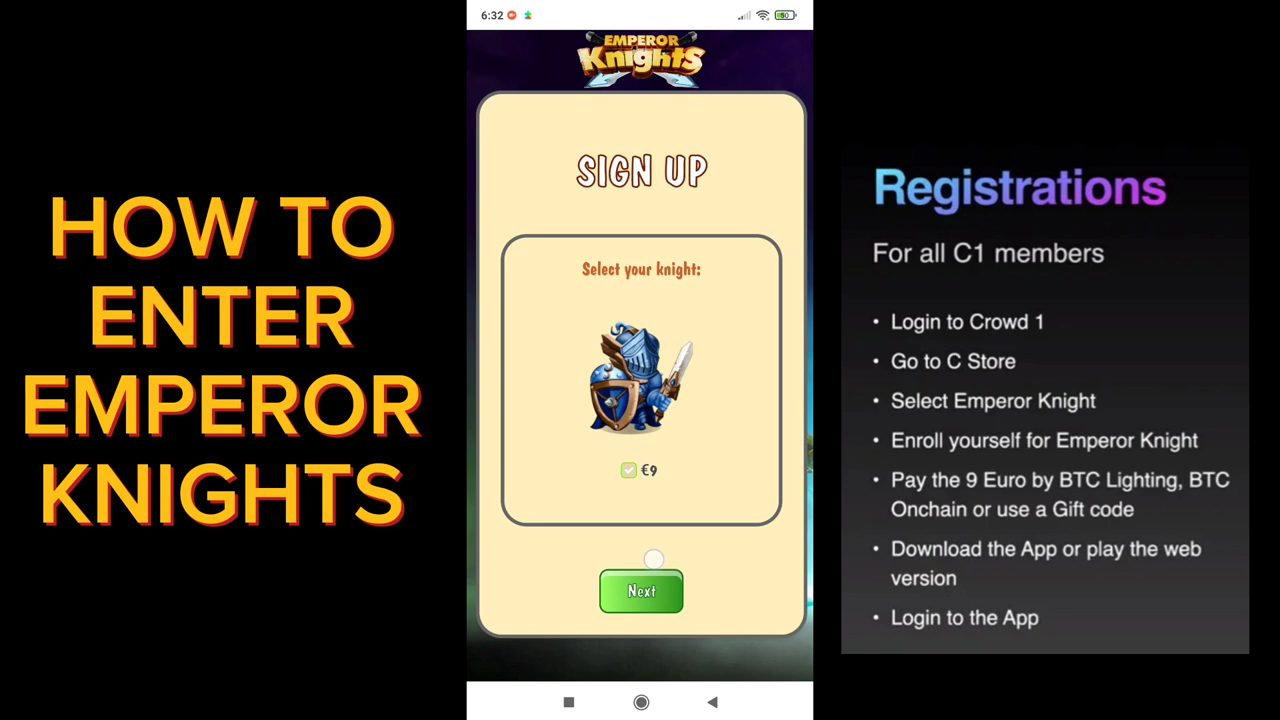 HOW TO
ENTER
EMPEROR
KNIGHTS
6:32
50
EMPEROR
Knights
SIGN UP
Select your knight:
€9
Next
Registrations
For all C1 members
• Login to Crowd 1
• Go to C Store
• Select Emperor Knight
• Enroll yourself for Emperor Knight
• Pay the 9 Euro by BTC Lighting, BTC
Onchain or use a Gift code
• Download the App or play the web
version
• Login to the App